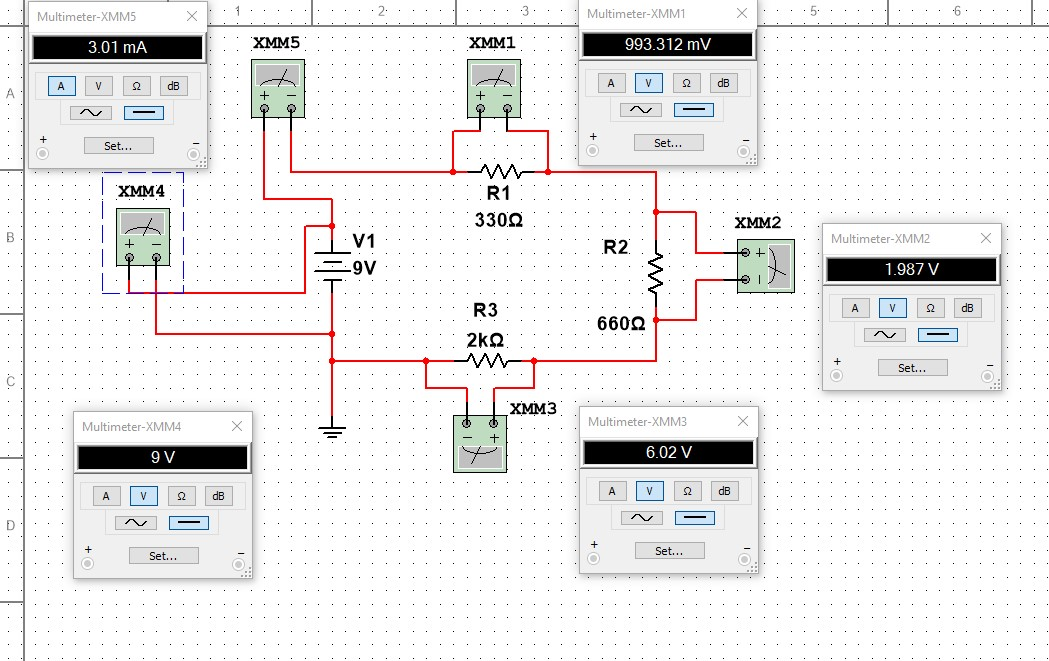 1
2
3
5
6
A
B
C
D
Multimeter-XMM5
3.01 mA
A V Ω dB
+ −
Set...
XMM5
+ −
XMM1
+ −
Multimeter-XMM1
993.312 mV
A V Ω dB
+ −
Set...
R1
330Ω
XMM4
+ −
V1
9V
R2
660Ω
XMM2
+
Multimeter-XMM2
1.987 V
A V Ω dB
+ −
Set...
R3
2kΩ
XMM3
− +
Multimeter-XMM4
9 V
A V Ω dB
+ −
Set...
Multimeter-XMM3
6.02 V
A V Ω dB
+ −
Set...